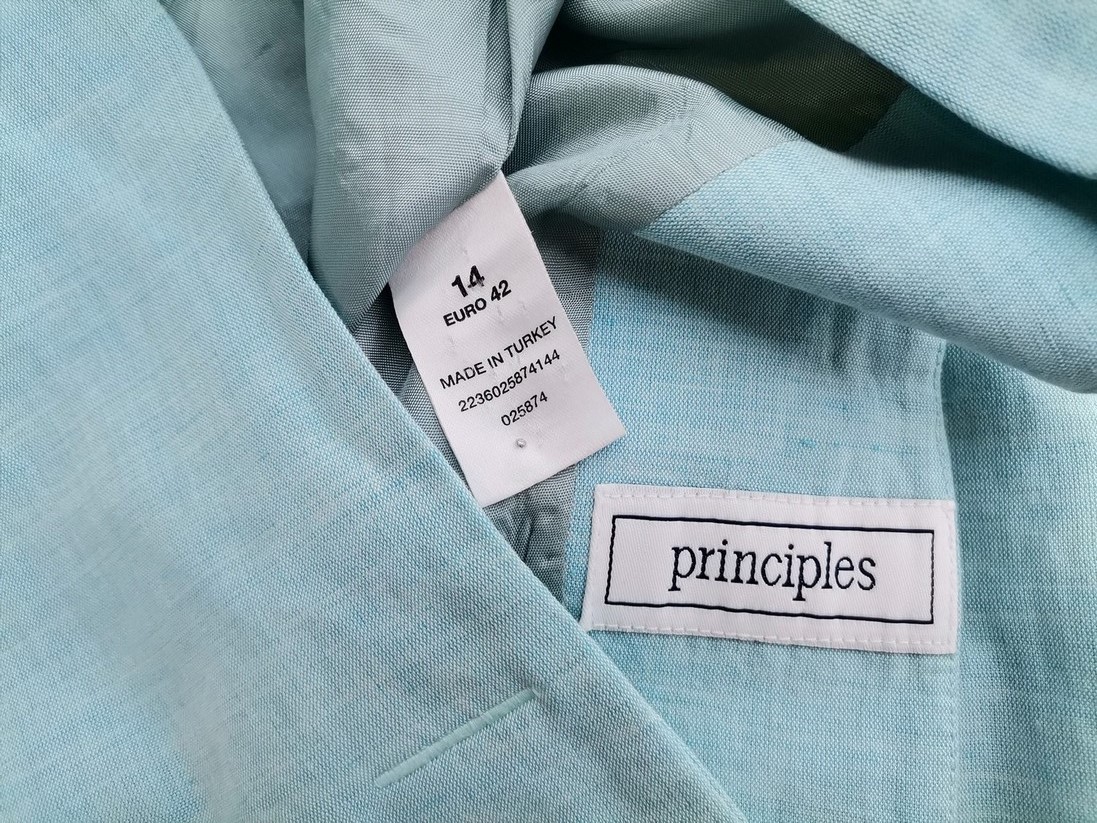 14
EURO 42
MADE IN TURKEY
2236025874144
025874
principles